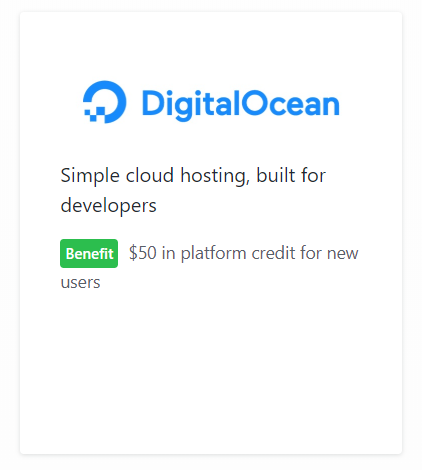 DigitalOcean
Simple cloud hosting, built for
developers
Benefit $50 in platform credit for new
users